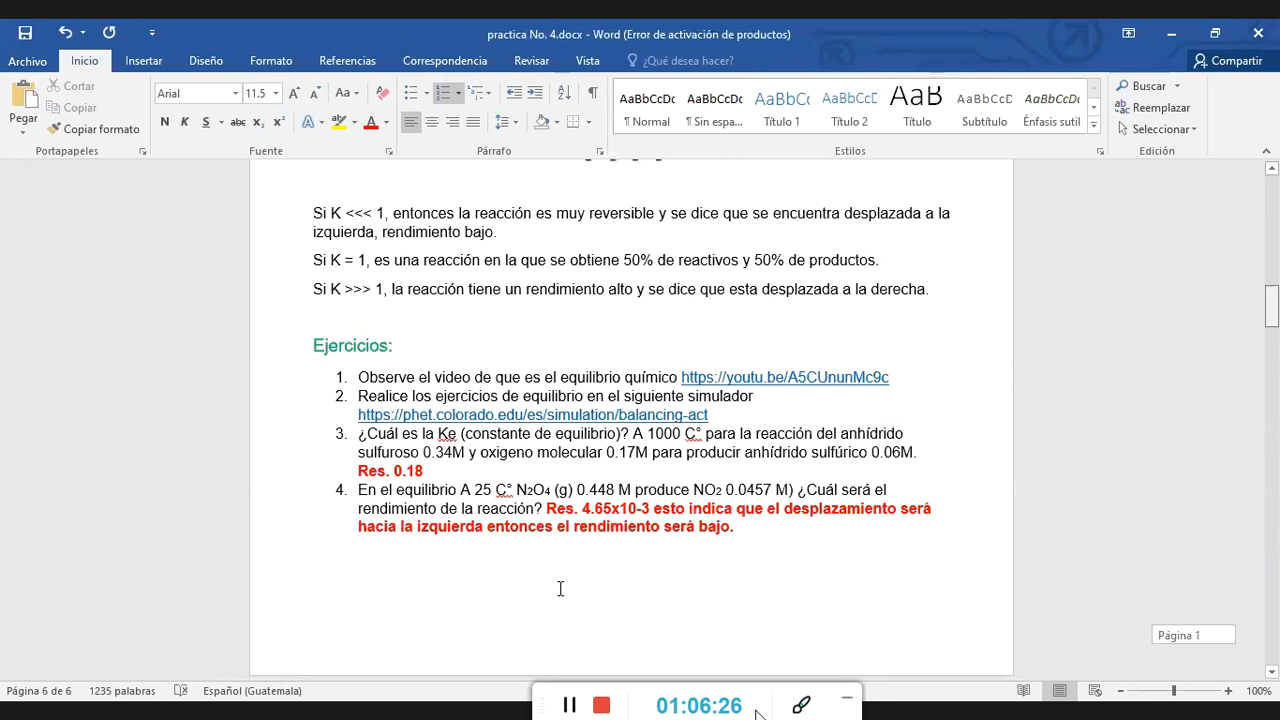 practica No. 4.docx - Word (Error de activación de productos)
Archivo Inicio Insertar Diseño Formato Referencias Correspondencia Revisar Vista ¿Qué desea hacer? Compartir
Cortar
Copiar
Copiar formato
Pegar
Portapapeles
Arial 11.5
Aa
N K S abc x₂ x²
Fuente
Párrafo
AaBbCcDc AaBbCcDc AaBbCc AaBbCcD AaB AaBbCcD AaBbCcDc
¶ Normal ¶ Sin espa... Título 1 Título 2 Título Subtítulo Énfasis sutil
Estilos
Buscar
Reemplazar
Seleccionar
Edición
Si K <<< 1, entonces la reacción es muy reversible y se dice que se encuentra desplazada a la
izquierda, rendimiento bajo.
Si K = 1, es una reacción en la que se obtiene 50% de reactivos y 50% de productos.
Si K >>> 1, la reacción tiene un rendimiento alto y se dice que esta desplazada a la derecha.
Ejercicios:
1. Observe el video de que es el equilibrio químico https://youtu.be/A5CUnunMc9c
2. Realice los ejercicios de equilibrio en el siguiente simulador
https://phet.colorado.edu/es/simulation/balancing-act
3. ¿Cuál es la Ke (constante de equilibrio)? A 1000 C° para la reacción del anhídrido
sulfuroso 0.34M y oxigeno molecular 0.17M para producir anhídrido sulfúrico 0.06M.
Res. 0.18
4. En el equilibrio A 25 C° N₂O₄ (g) 0.448 M produce NO₂ 0.0457 M) ¿Cuál será el
rendimiento de la reacción? Res. 4.65x10-3 esto indica que el desplazamiento será
hacia la izquierda entonces el rendimiento será bajo.
Página 1
Página 6 de 6 1235 palabras Español (Guatemala) 100%
01:06:26